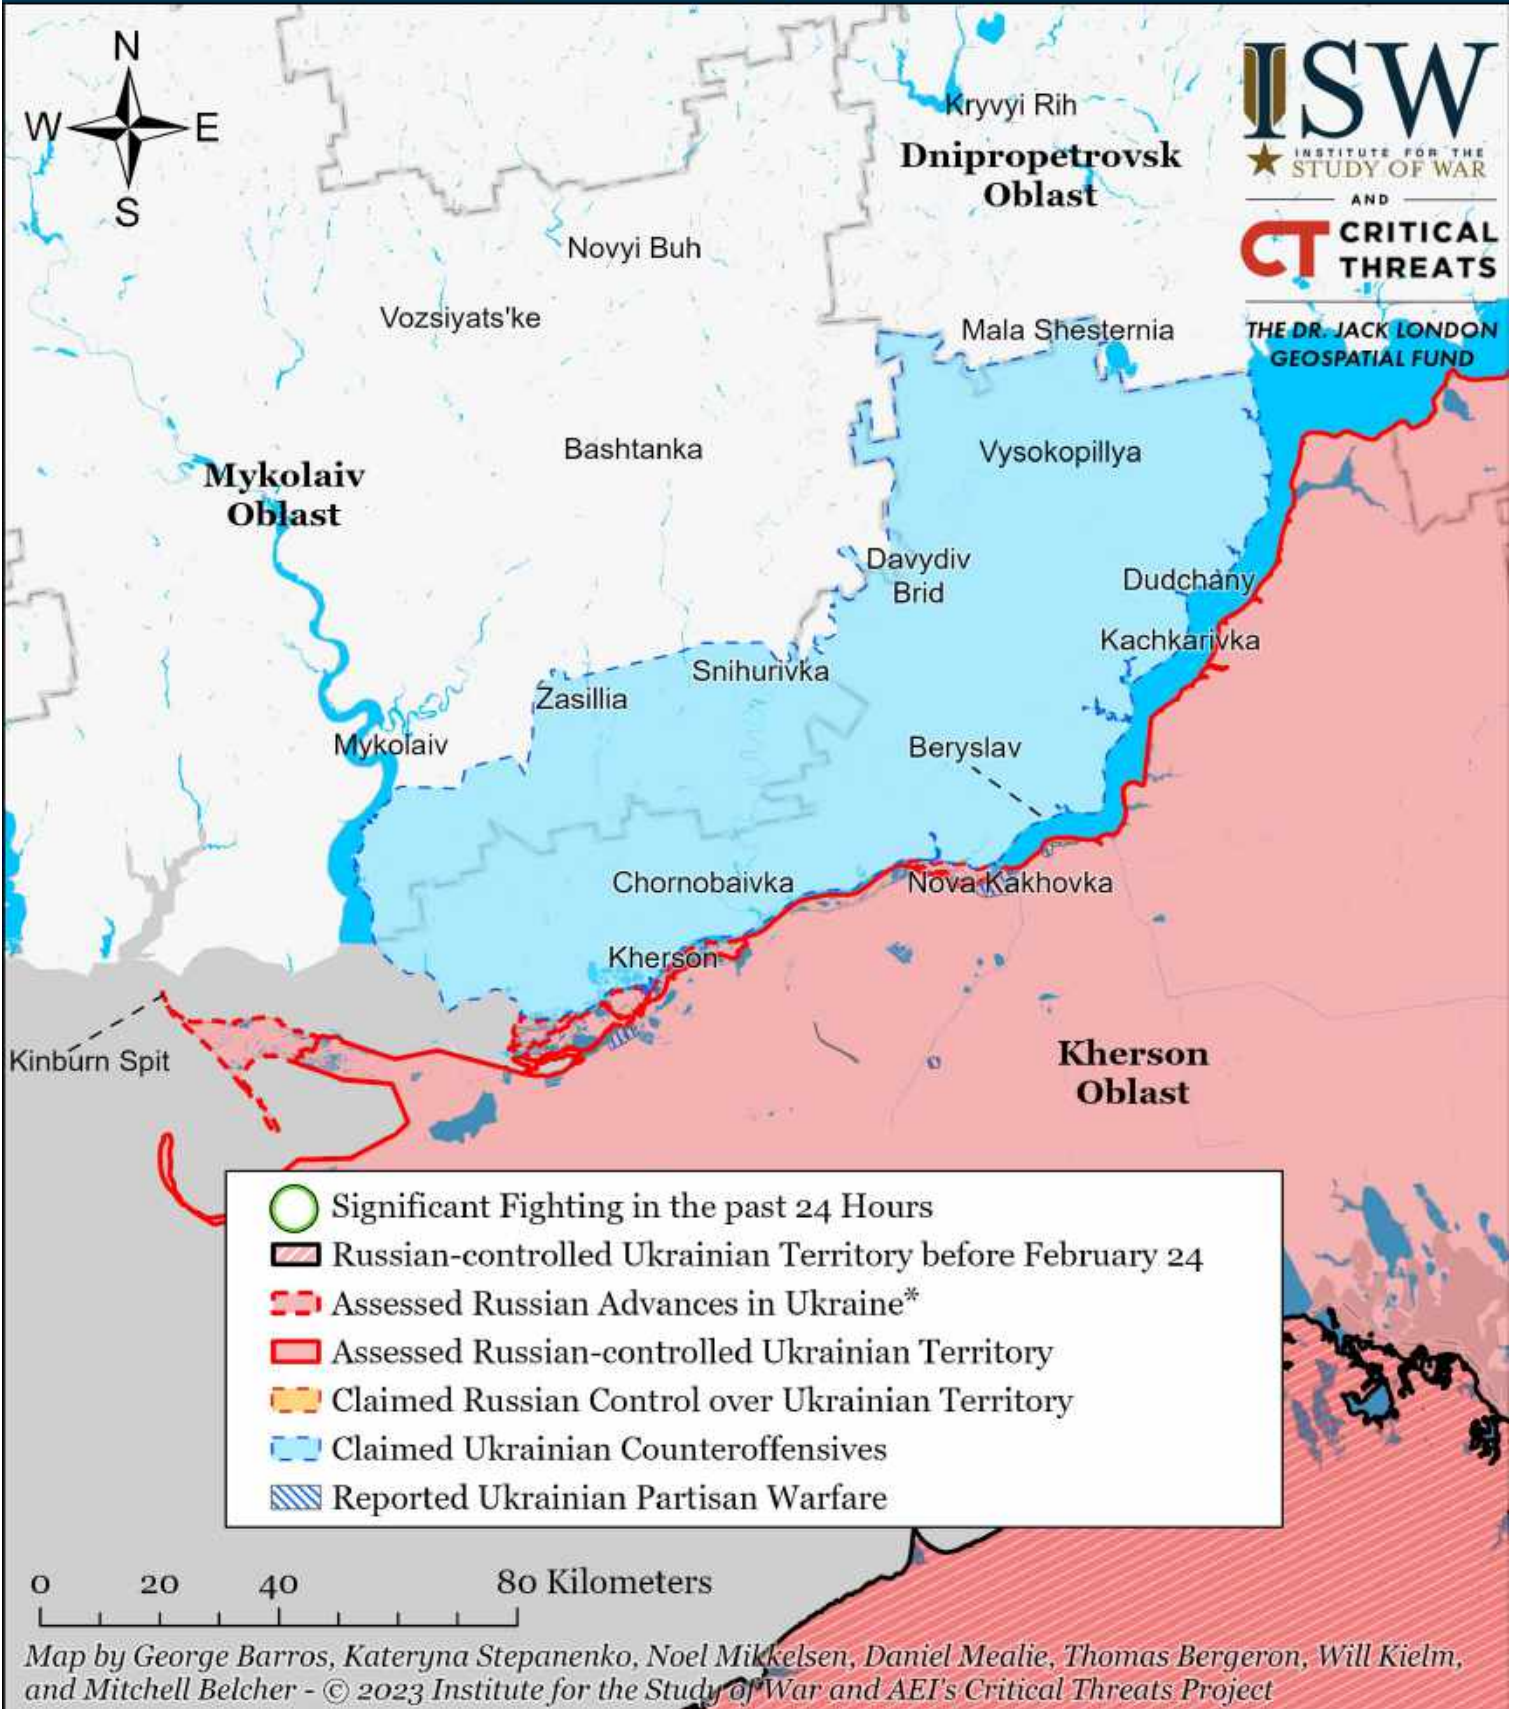 N
W E
S
ISW
INSTITUTE FOR THE
STUDY OF WAR
AND
CT CRITICAL
THREATS
THE DR. JACK LONDON
GEOSPATIAL FUND
Kryvyi Rih
Dnipropetrovsk
Oblast
Novyi Buh
Vozsiyats'ke
Mala Shesternia
Bashtanka
Vysokopillya
Mykolaiv
Oblast
Davydiv
Brid
Dudchany
Kachkarivka
Snihurivka
Zasillia
Mykolaiv
Beryslav
Chornobaivka
Nova Kakhovka
Kherson
Kinburn Spit
Kherson
Oblast
Significant Fighting in the past 24 Hours
Russian-controlled Ukrainian Territory before February 24
Assessed Russian Advances in Ukraine*
Assessed Russian-controlled Ukrainian Territory
Claimed Russian Control over Ukrainian Territory
Claimed Ukrainian Counteroffensives
Reported Ukrainian Partisan Warfare
0 20 40 80 Kilometers
Map by George Barros, Kateryna Stepanenko, Noel Mikkelsen, Daniel Mealie, Thomas Bergeron, Will Kielm,
and Mitchell Belcher - © 2023 Institute for the Study of War and AEI's Critical Threats Project